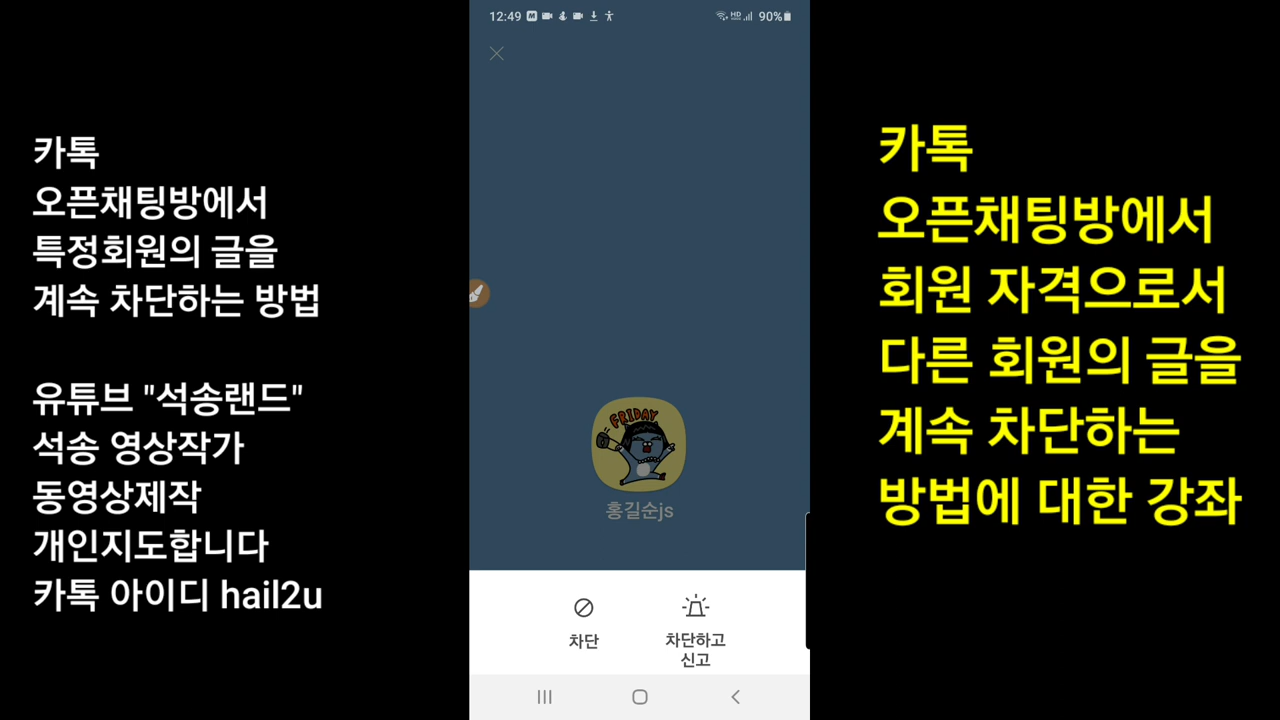 카톡
오픈채팅방에서
특정회원의 글을
계속 차단하는 방법
유튜브 "석송랜드"
석송 영상작가
동영상제작
개인지도합니다
카톡 아이디 hail2u
12:49
HD
90%
FRIDAY
홍길순js
차단
차단하고
신고
카톡
오픈채팅방에서
회원 자격으로서
다른 회원의 글을
계속 차단하는
방법에 대한 강좌